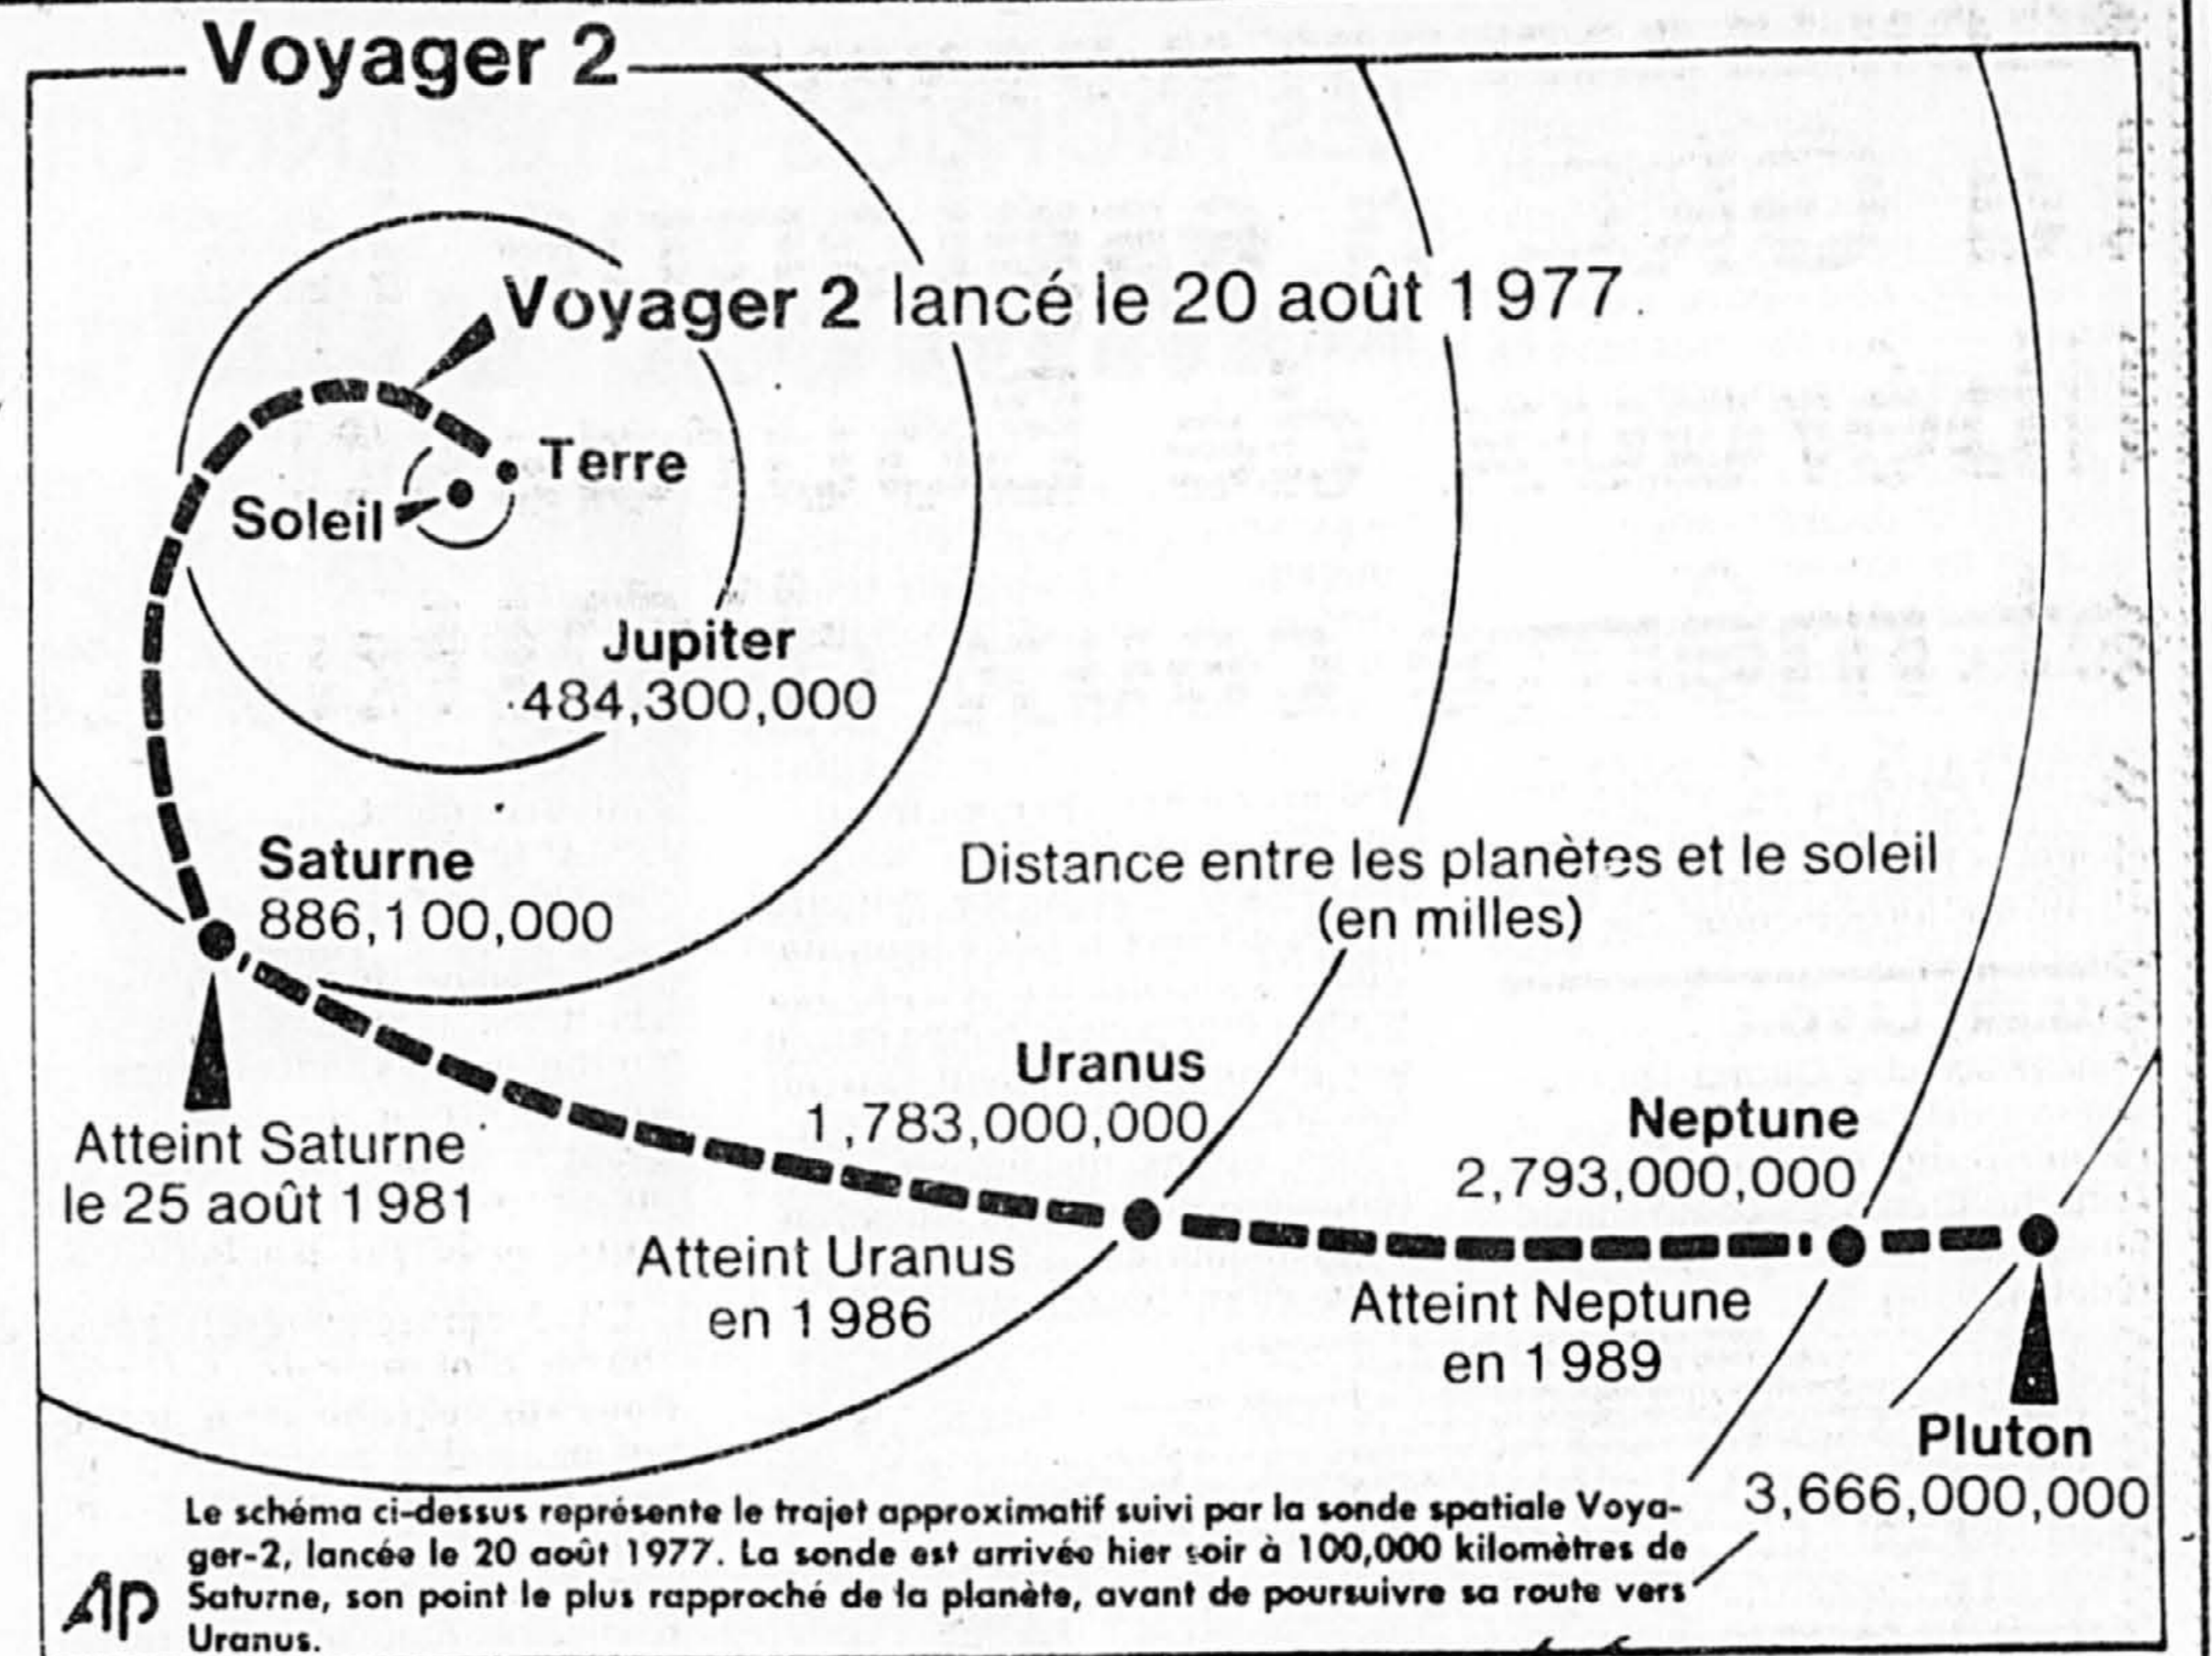 Voyager 2
Voyager 2 lancé le 20 août 1977.
Terre
Soleil
Jupiter
484,300,000
Saturne
886,100,000
Distance entre les planètes et le soleil
(en milles)
Uranus
1,783,000,000
Neptune
2,793,000,000
Atteint Saturne
le 25 août 1981
Atteint Uranus
en 1986
Atteint Neptune
en 1989
Pluton
3,666,000,000
Le schéma ci-dessus représente le trajet approximatif suivi par la sonde spatiale Voya-
ger-2, lancée le 20 août 1977. La sonde est arrivée hier soir à 100,000 kilomètres de
Saturne, son point le plus rapproché de la planète, avant de poursuivre sa route vers
Uranus.
AP